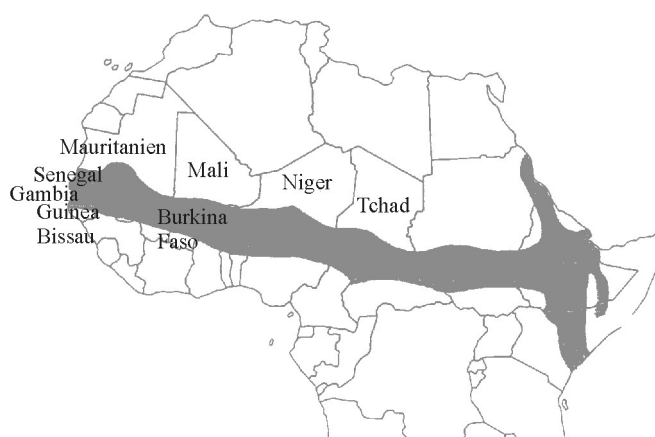 Mauritanien
Senegal
Mali
Niger
Gambia
Tchad
Guinea
Bissau
Burkina
Faso